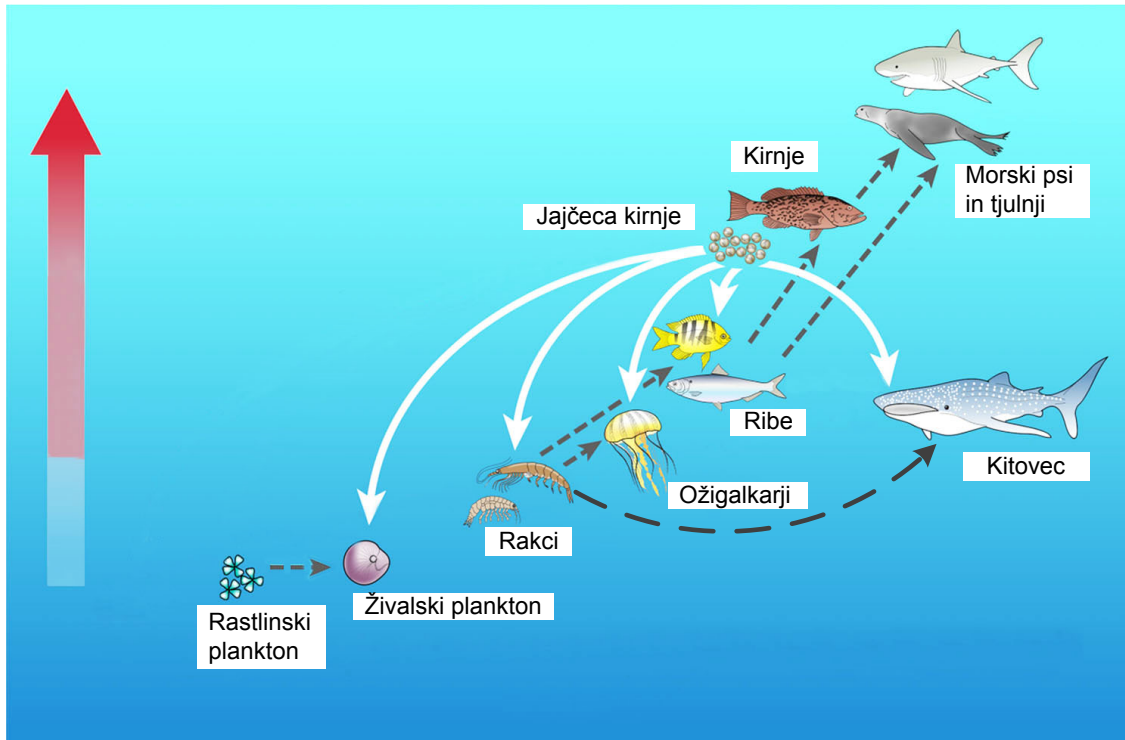 Kirnje
Morski psi
in tjulnji
Jajčeca kirnje
Ribe
Kitovec
Ožigalkarji
Rakci
Živalski plankton
Rastlinski
plankton